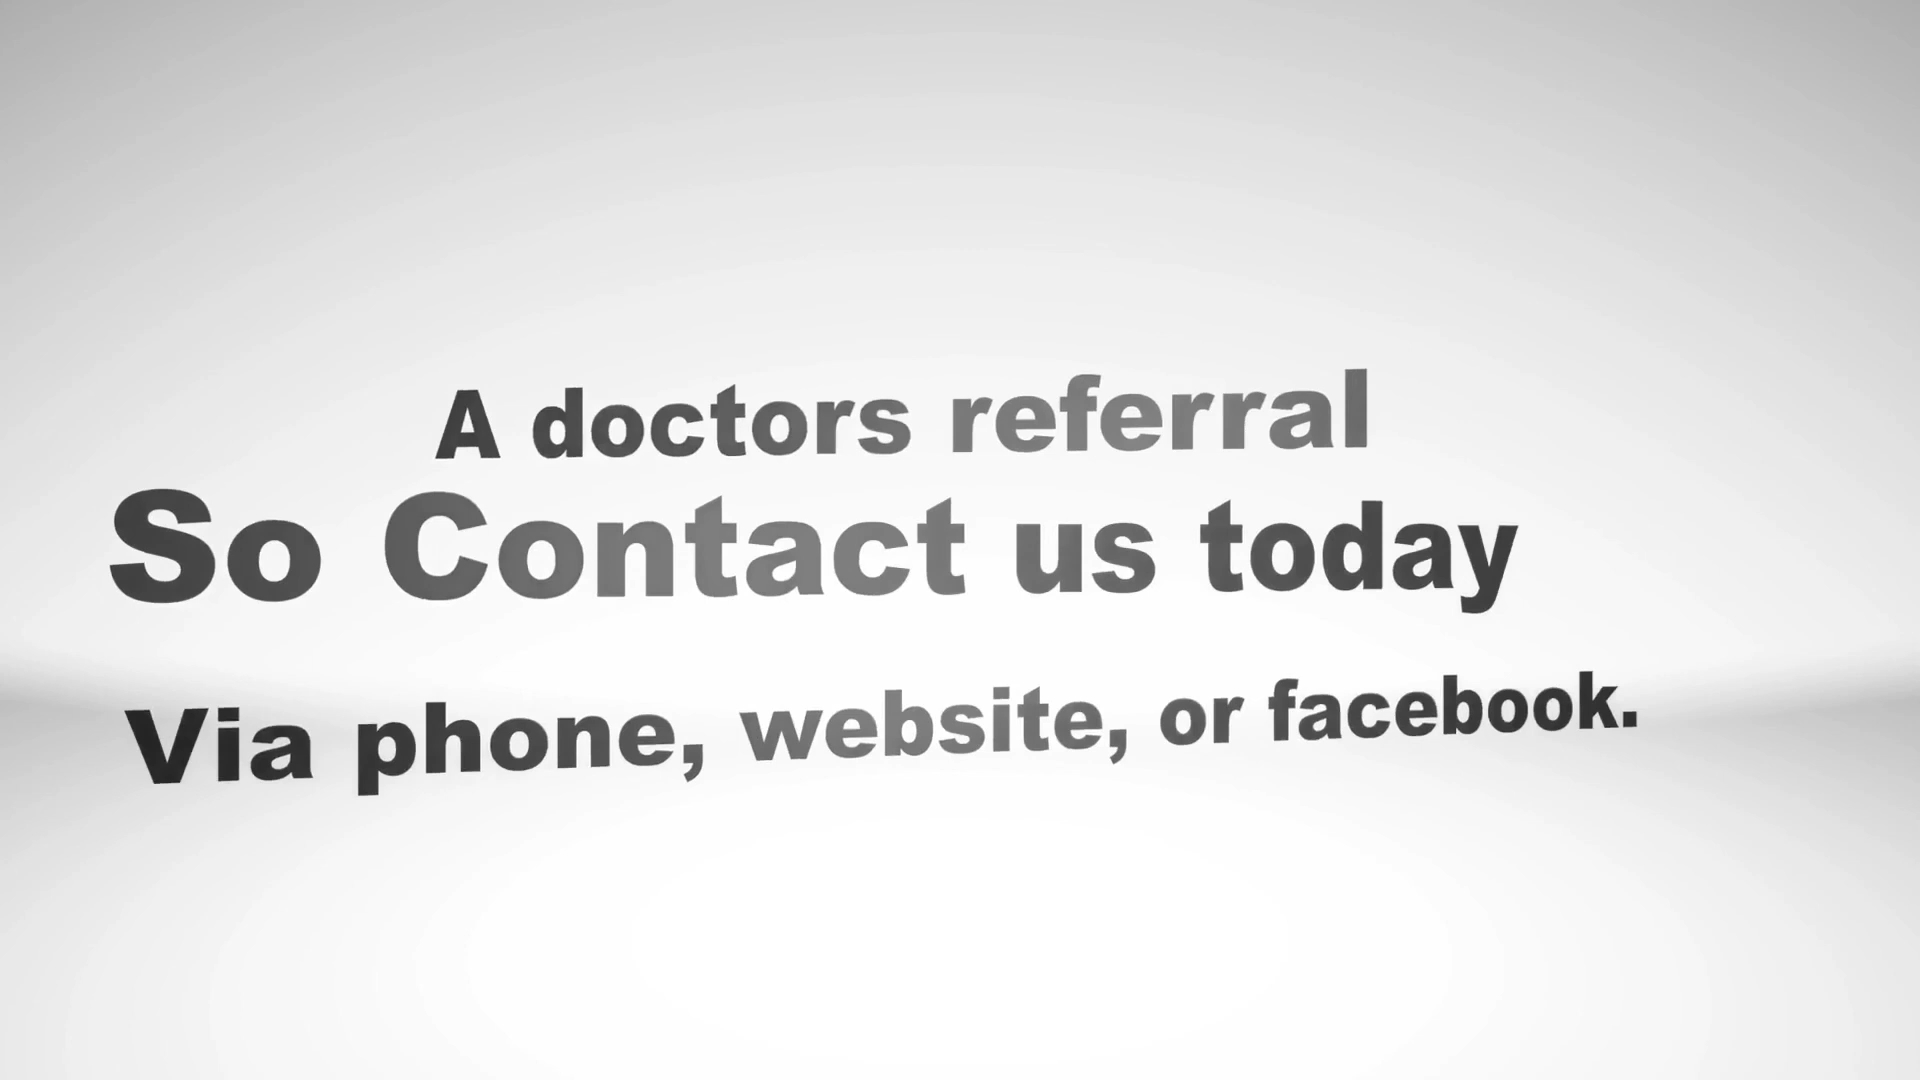 A doctors referral
So Contact us today
Via phone, website, or facebook.